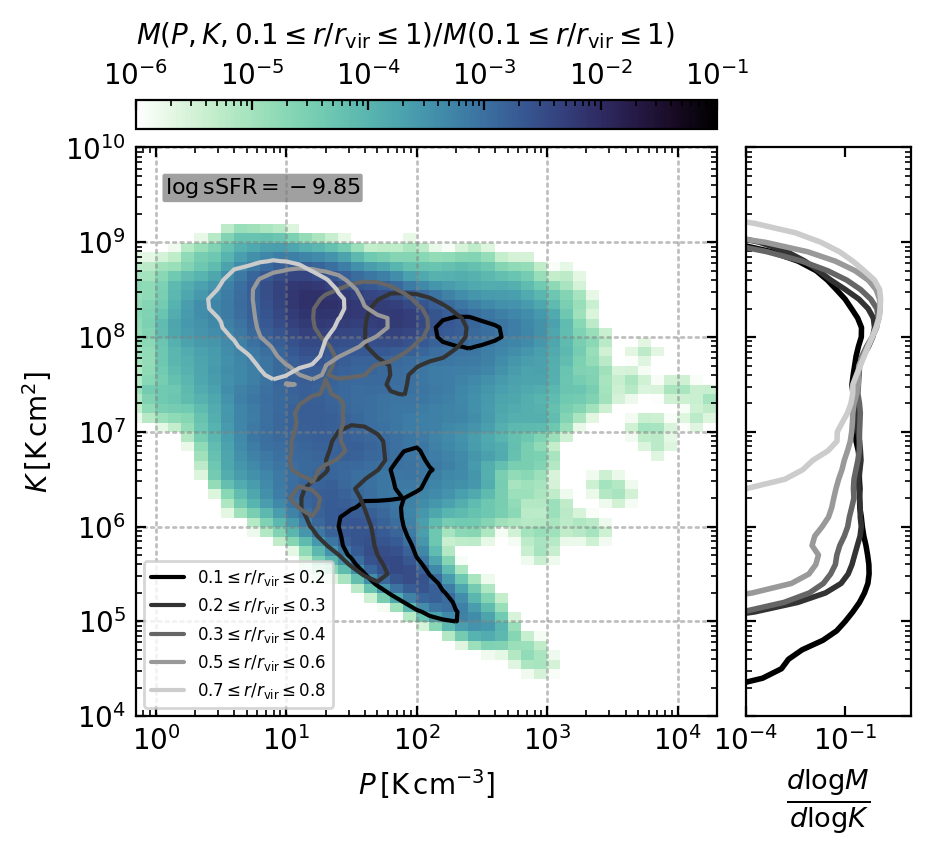 M(P, K, 0.1 ≤ r/r_vir ≤ 1)/M(0.1 ≤ r/r_vir ≤ 1)
10^−6 10^−5 10^−4 10^−3 10^−2 10^−1
log sSFR = − 9.85
10^10
10^9
10^8
10^7
10^6
10^5
10^4
K [K cm^2]
0.1 ≤ r/r_vir ≤ 0.2
0.2 ≤ r/r_vir ≤ 0.3
0.3 ≤ r/r_vir ≤ 0.4
0.5 ≤ r/r_vir ≤ 0.6
0.7 ≤ r/r_vir ≤ 0.8
10^0 10^1 10^2 10^3 10^4
P [K cm^−3]
10^−4 10^−1
dlogM
dlogK